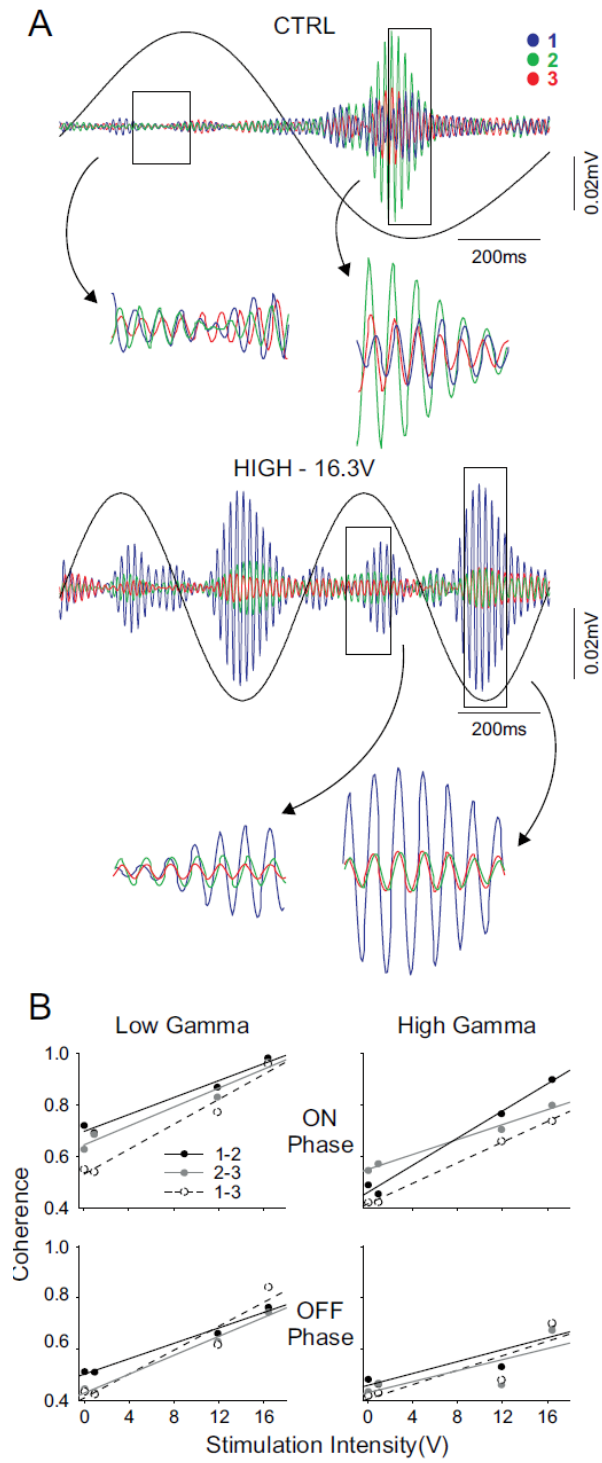 A
CTRL
1
2
3
0.02mV
200ms
HIGH - 16.3V
0.02mV
200ms
B
Low Gamma
High Gamma
1.0
0.8
0.6
0.4
1-2
2-3
1-3
ON
Phase
Coherence
1.0
0.8
0.6
0.4
0
4
8
12
16
OFF
Phase
0
4
8
12
16
Stimulation Intensity(V)